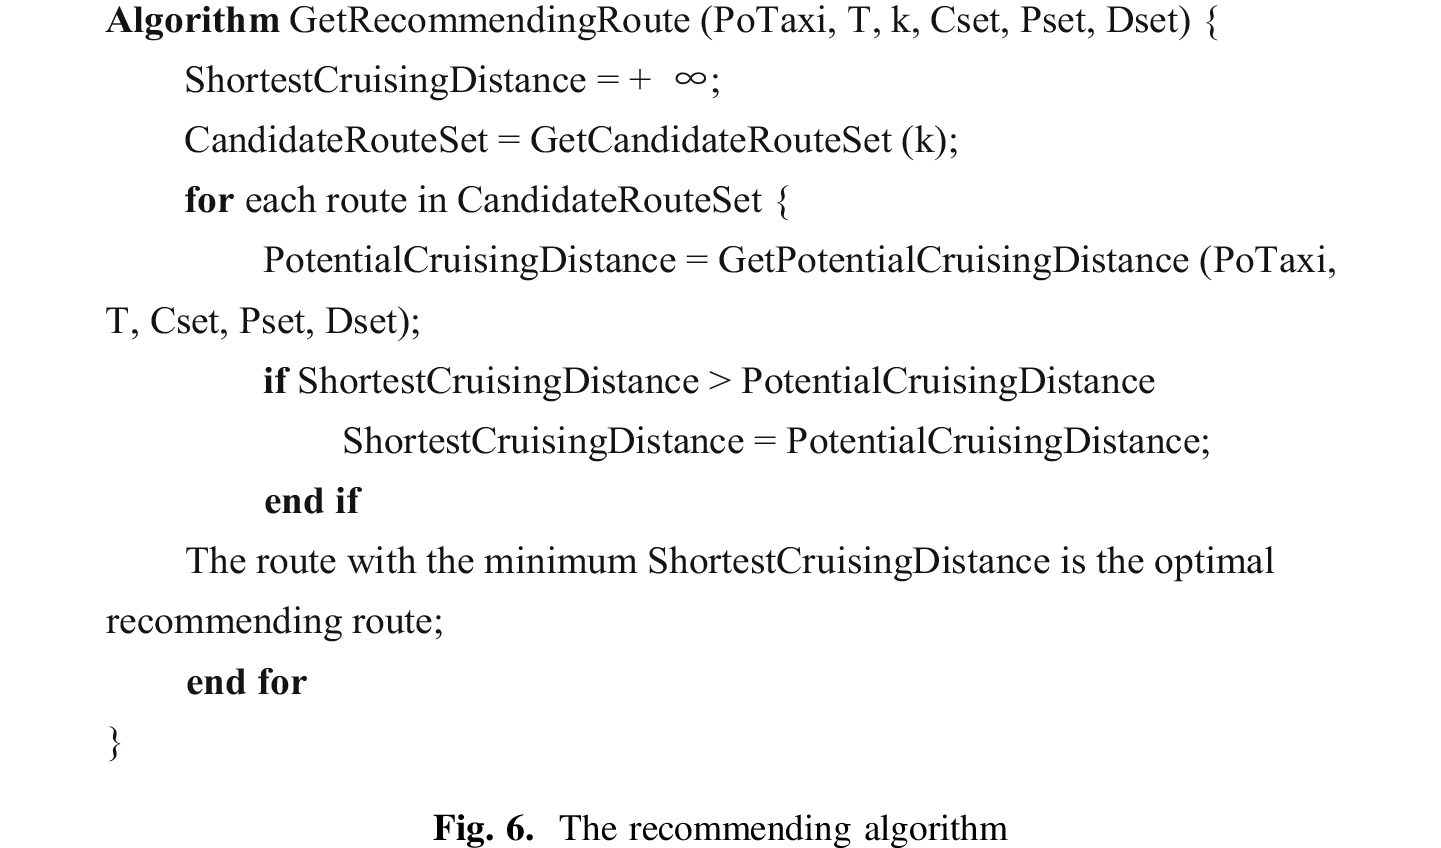 Algorithm GetRecommendingRoute (PoTaxi, T, k, Cset, Pset, Dset) {
ShortestCruisingDistance = + ∞;
CandidateRouteSet = GetCandidateRouteSet (k);
for each route in CandidateRouteSet {
PotentialCruisingDistance = GetPotentialCruisingDistance (PoTaxi,
T, Cset, Pset, Dset);
if ShortestCruisingDistance > PotentialCruisingDistance
ShortestCruisingDistance = PotentialCruisingDistance;
end if
The route with the minimum ShortestCruisingDistance is the optimal
recommending route;
end for
}
Fig. 6. The recommending algorithm